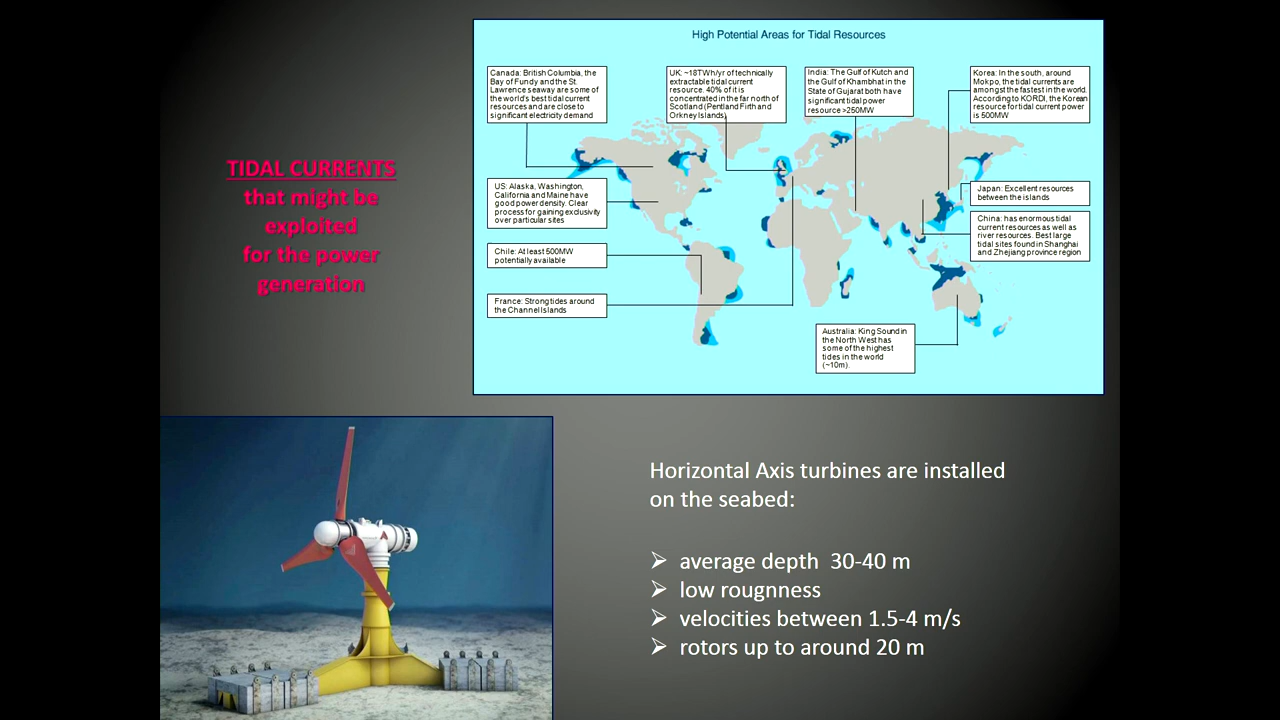 TIDAL CURRENTS
that might be
exploited
for the power
generation
High Potential Areas for Tidal Resources
Canada: British Columbia, the
Bay of Fundy and the St.
Lawrence seaway are some of
the world's best tidal current
resources and are close to
significant electricity demand
UK: ~18TWh/yr of technically
extractable tidal current
resource. 40% of it is
concentrated in the far north of
Scotland (Pentland Firth and
Orkney Islands)
India: The Gulf of Kutch and
the Gulf of Khambhat in the
State of Gujarat both have
significant tidal power
resource >250MW
Korea: In the south, around
Mokpo, the tidal currents are
amongst the fastest in the world.
According to KORDI, the Korean
resource for tidal current power
is 500MW
US: Alaska, Washington,
California and Maine have
good power density. Clear
process for gaining exclusivity
over particular sites
Japan: Excellent resources
between the islands
China: has enormous tidal
current resources as well as
river resources. Best large
tidal sites found in Shanghai
and Zhejiang province region
Chile: At least 500MW
potentially available
France: Strong tides around
the Channel Islands
Australia: King Sound in
the North West has
some of the highest
tides in the world
(~10m).
Horizontal Axis turbines are installed
on the seabed:
➢ average depth 30-40 m
➢ low rougnness
➢ velocities between 1.5-4 m/s
➢ rotors up to around 20 m